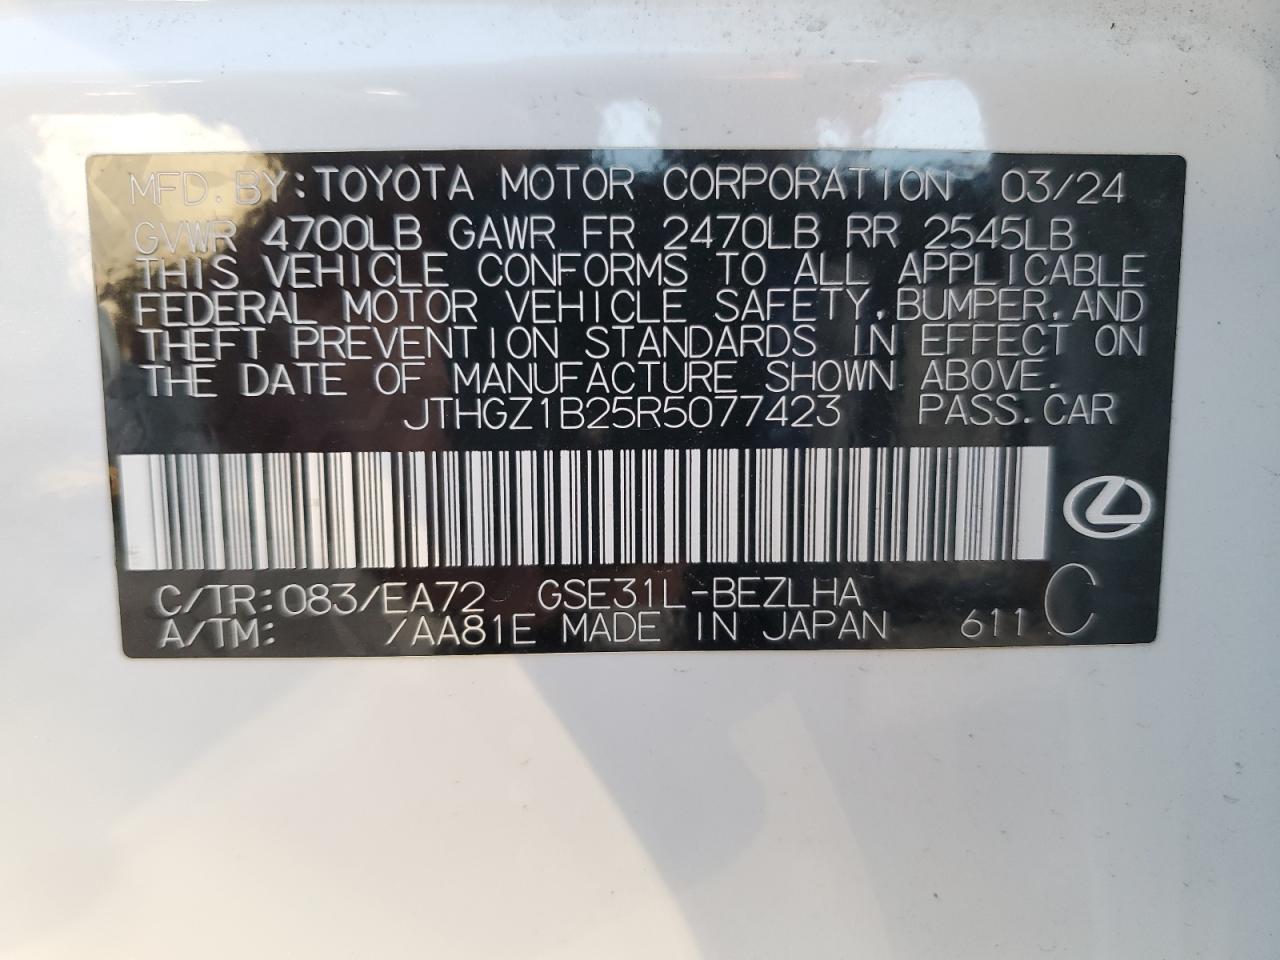 MFD. BY: TOYOTA MOTOR CORPORATION 03/24
GVWR 4700LB GAWR FR 2470LB RR 2545LB
THIS VEHICLE CONFORMS TO ALL APPLICABLE
FEDERAL MOTOR VEHICLE SAFETY, BUMPER, AND
THEFT PREVENTION STANDARDS IN EFFECT ON
THE DATE OF MANUFACTURE SHOWN ABOVE.
JTHGZ1B25R5077423 PASS. CAR
C/TR: 083/EA72 GSE31L-BEZLHA
A/TM: /AA81E MADE IN JAPAN 611 C